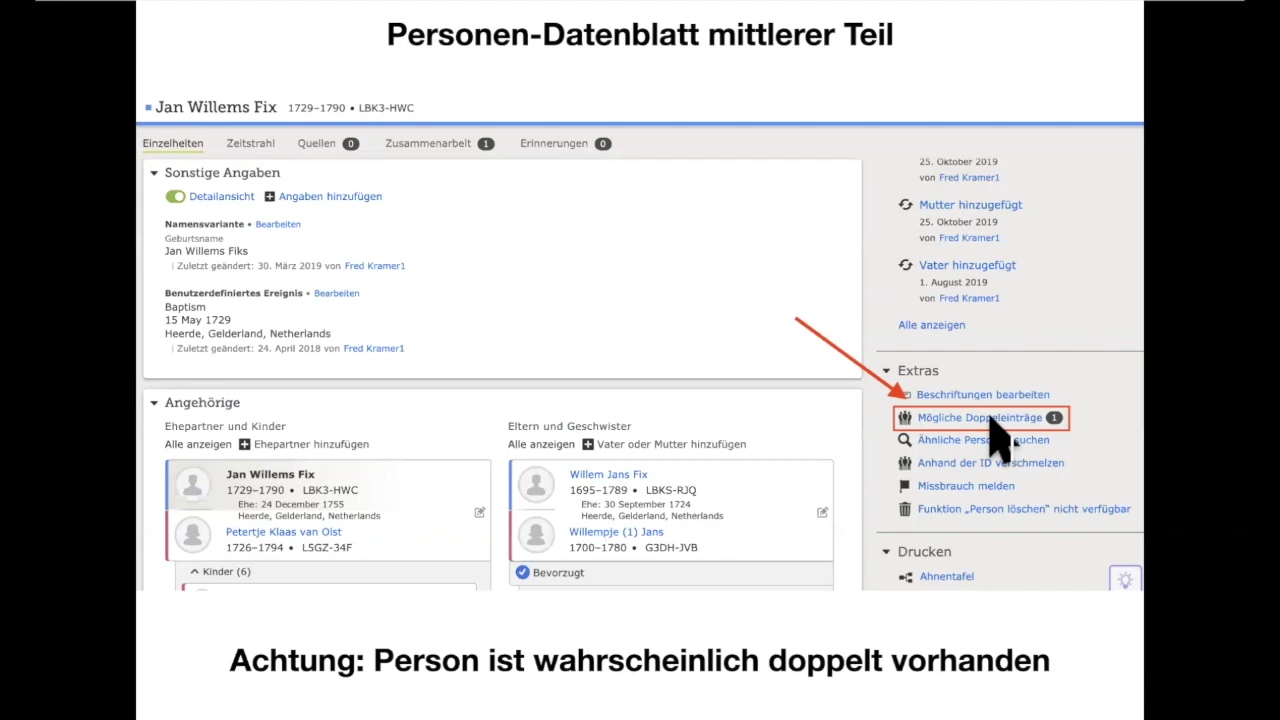 Personen-Datenblatt mittlerer Teil
Jan Willems Fix 1729–1790 • LBK3-HWC
Einzelheiten Zeitstrahl Quellen 0 Zusammenarbeit 1 Erinnerungen 0
Sonstige Angaben
Detailansicht Angaben hinzufügen
Namensvariante • Bearbeiten
Geburtsname
Jan Willems Fiks
Zuletzt geändert: 30. März 2019 von Fred Kramer1
Benutzerdefiniertes Ereignis • Bearbeiten
Baptism
15 May 1729
Heerde, Gelderland, Netherlands
Zuletzt geändert: 24. April 2018 von Fred Kramer1
Angehörige
Ehepartner und Kinder
Alle anzeigen Ehepartner hinzufügen
Jan Willems Fix
1729–1790 • LBK3-HWC
Ehe: 24 December 1755
Heerde, Gelderland, Netherlands
Petertje Klaas van Olst
1726–1794 • L5GZ-34F
Kinder (6)
Eltern und Geschwister
Alle anzeigen Vater oder Mutter hinzufügen
Willem Jans Fix
1695–1789 • LBKS-RJQ
Ehe: 30 September 1724
Heerde, Gelderland, Netherlands
Willempje (1) Jans
1700–1780 • G3DH-JVB
Bevorzugt
25. Oktober 2019
von Fred Kramer1
Mutter hinzugefügt
25. Oktober 2019
von Fred Kramer1
Vater hinzugefügt
1. August 2019
von Fred Kramer1
Alle anzeigen
Extras
Beschriftungen bearbeiten
Mögliche Doppeleinträge 1
Ähnliche suchen
Anhand der ID verschmelzen
Missbrauch melden
Funktion „Person löschen“ nicht verfügbar
Drucken
Ahnentafel
Achtung: Person ist wahrscheinlich doppelt vorhanden